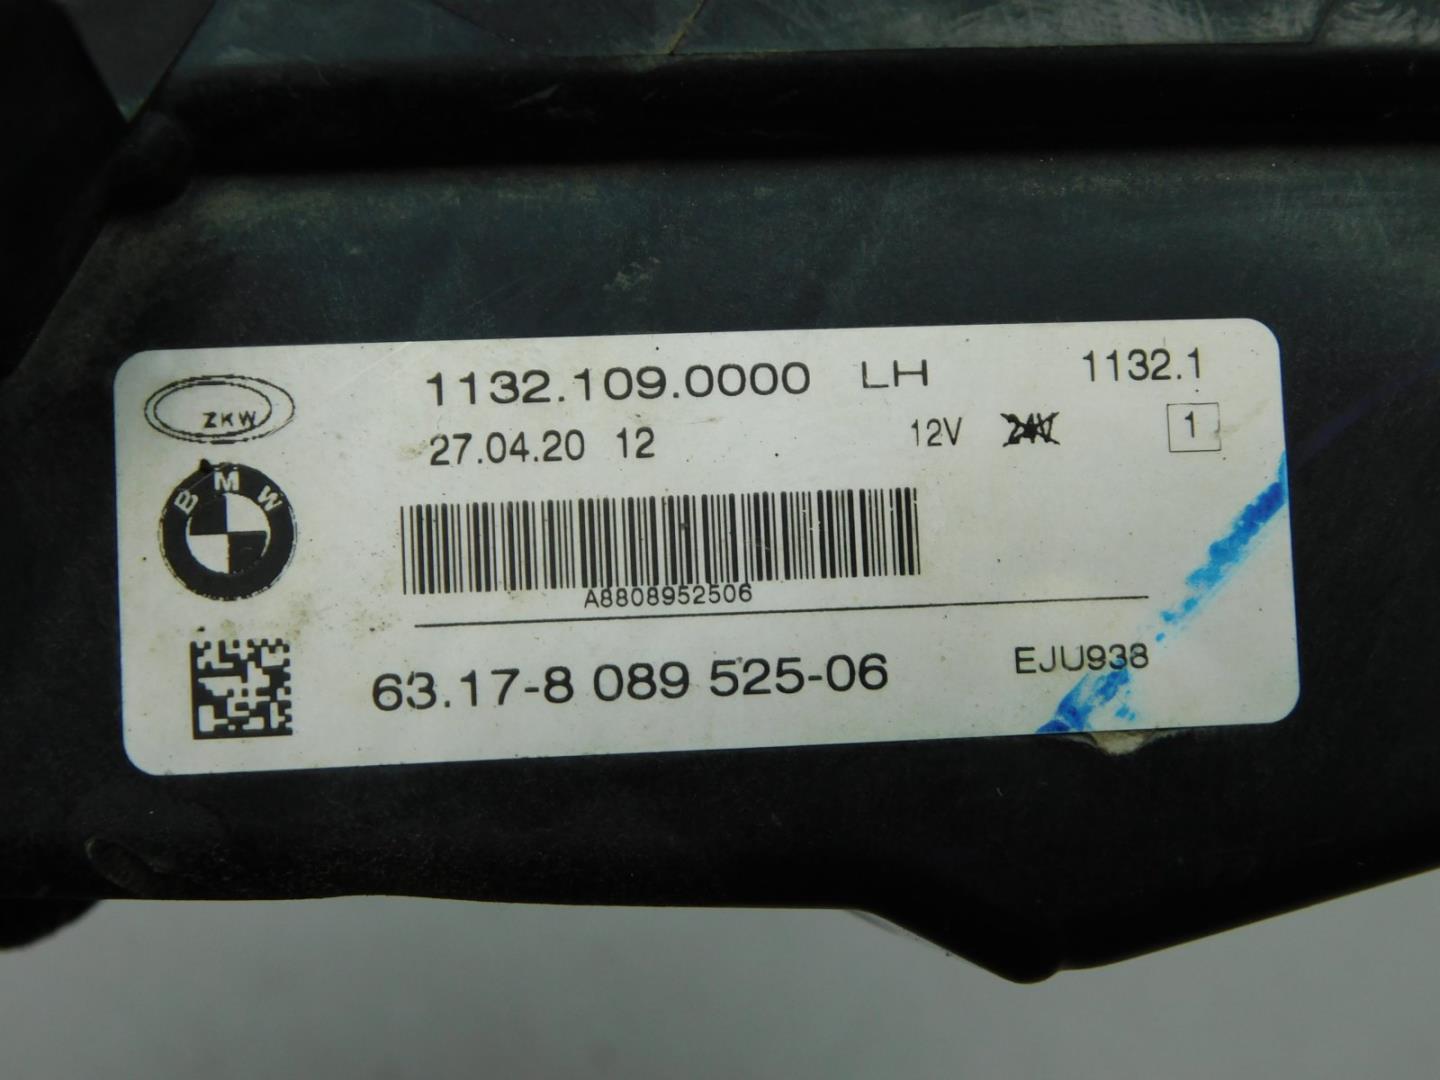 1132.109.0000 LH 1132.1
ZKW
27.04.20 12 12V 24V 1
BMW
A8808952506
63.17-8 089 525-06 EJU938